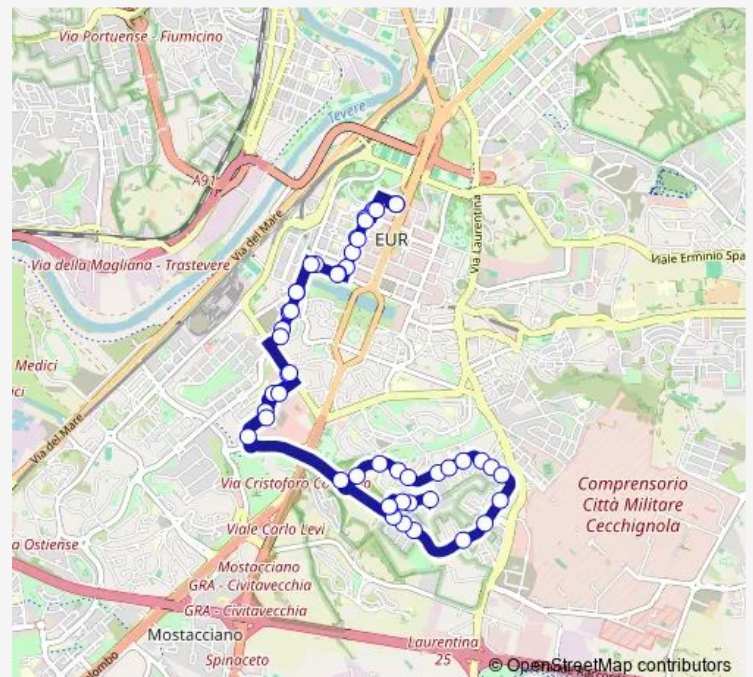 Via Portuense - Fiumicino
Tevere
A91
Via del Mare
EUR
Via Laurentina
Via della Magliana - Trastevere
Viale Erminio Spa
Medici
ici
Via del Mare
Via Cristoforo Co
a
Comprensorio
Città Militare
Cecchignola
Viale Carlo Levi
a Ostiense
Mostacciano
GRA - Civitavecchia
GRA - Civitavecchia
Mostacciano
Laurentina
25
olombo
Spinaceto
© OpenStreetMap contributors